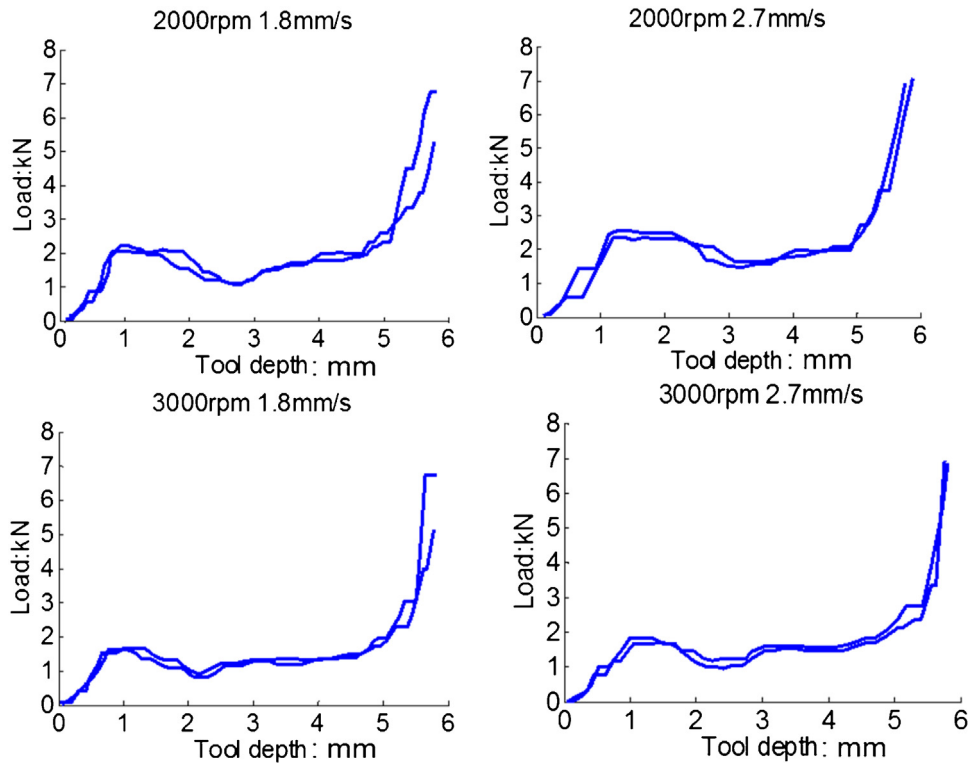 2000rpm 1.8mm/s
8
7
6
5
4
3
2
1
0
Load:kN
0 1 2 3 4 5 6
Tool depth: mm
2000rpm 2.7mm/s
8
7
6
5
4
3
2
1
0
Load:kN
0 1 2 3 4 5 6
Tool depth: mm
3000rpm 1.8mm/s
8
7
6
5
4
3
2
1
0
Load:kN
0 1 2 3 4 5 6
Tool depth: mm
3000rpm 2.7mm/s
8
7
6
5
4
3
2
1
0
Load:kN
0 1 2 3 4 5 6
Tool depth: mm